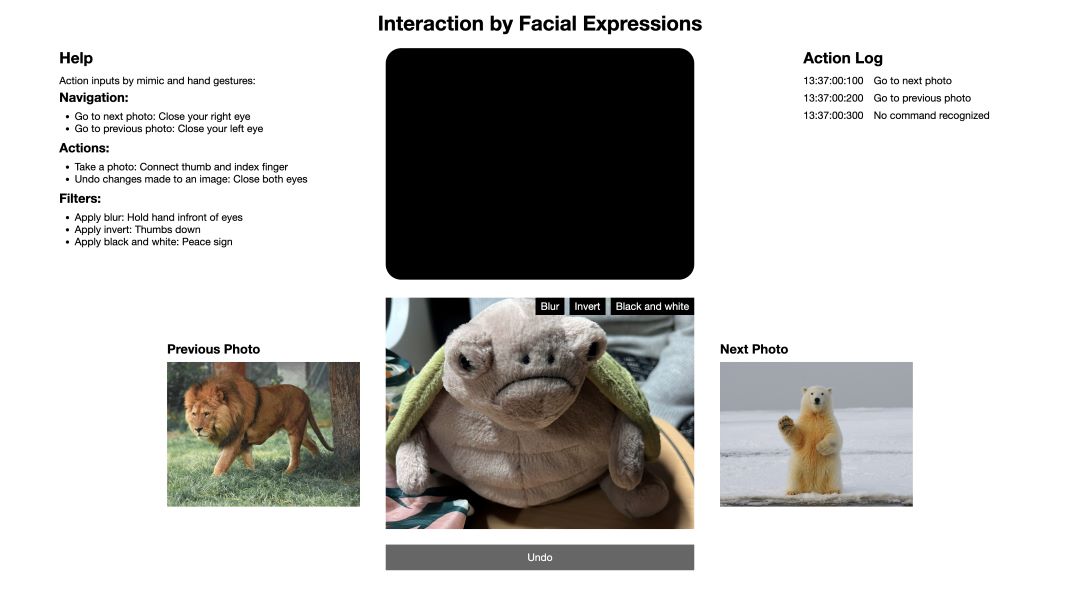 Interaction by Facial Expressions
Help
Action inputs by mimic and hand gestures:
Navigation:
• Go to next photo: Close your right eye
• Go to previous photo: Close your left eye
Actions:
• Take a photo: Connect thumb and index finger
• Undo changes made to an image: Close both eyes
Filters:
• Apply blur: Hold hand infront of eyes
• Apply invert: Thumbs down
• Apply black and white: Peace sign
Action Log
13:37:00:100 Go to next photo
13:37:00:200 Go to previous photo
13:37:00:300 No command recognized
Blur Invert Black and white
Previous Photo
Next Photo
Undo